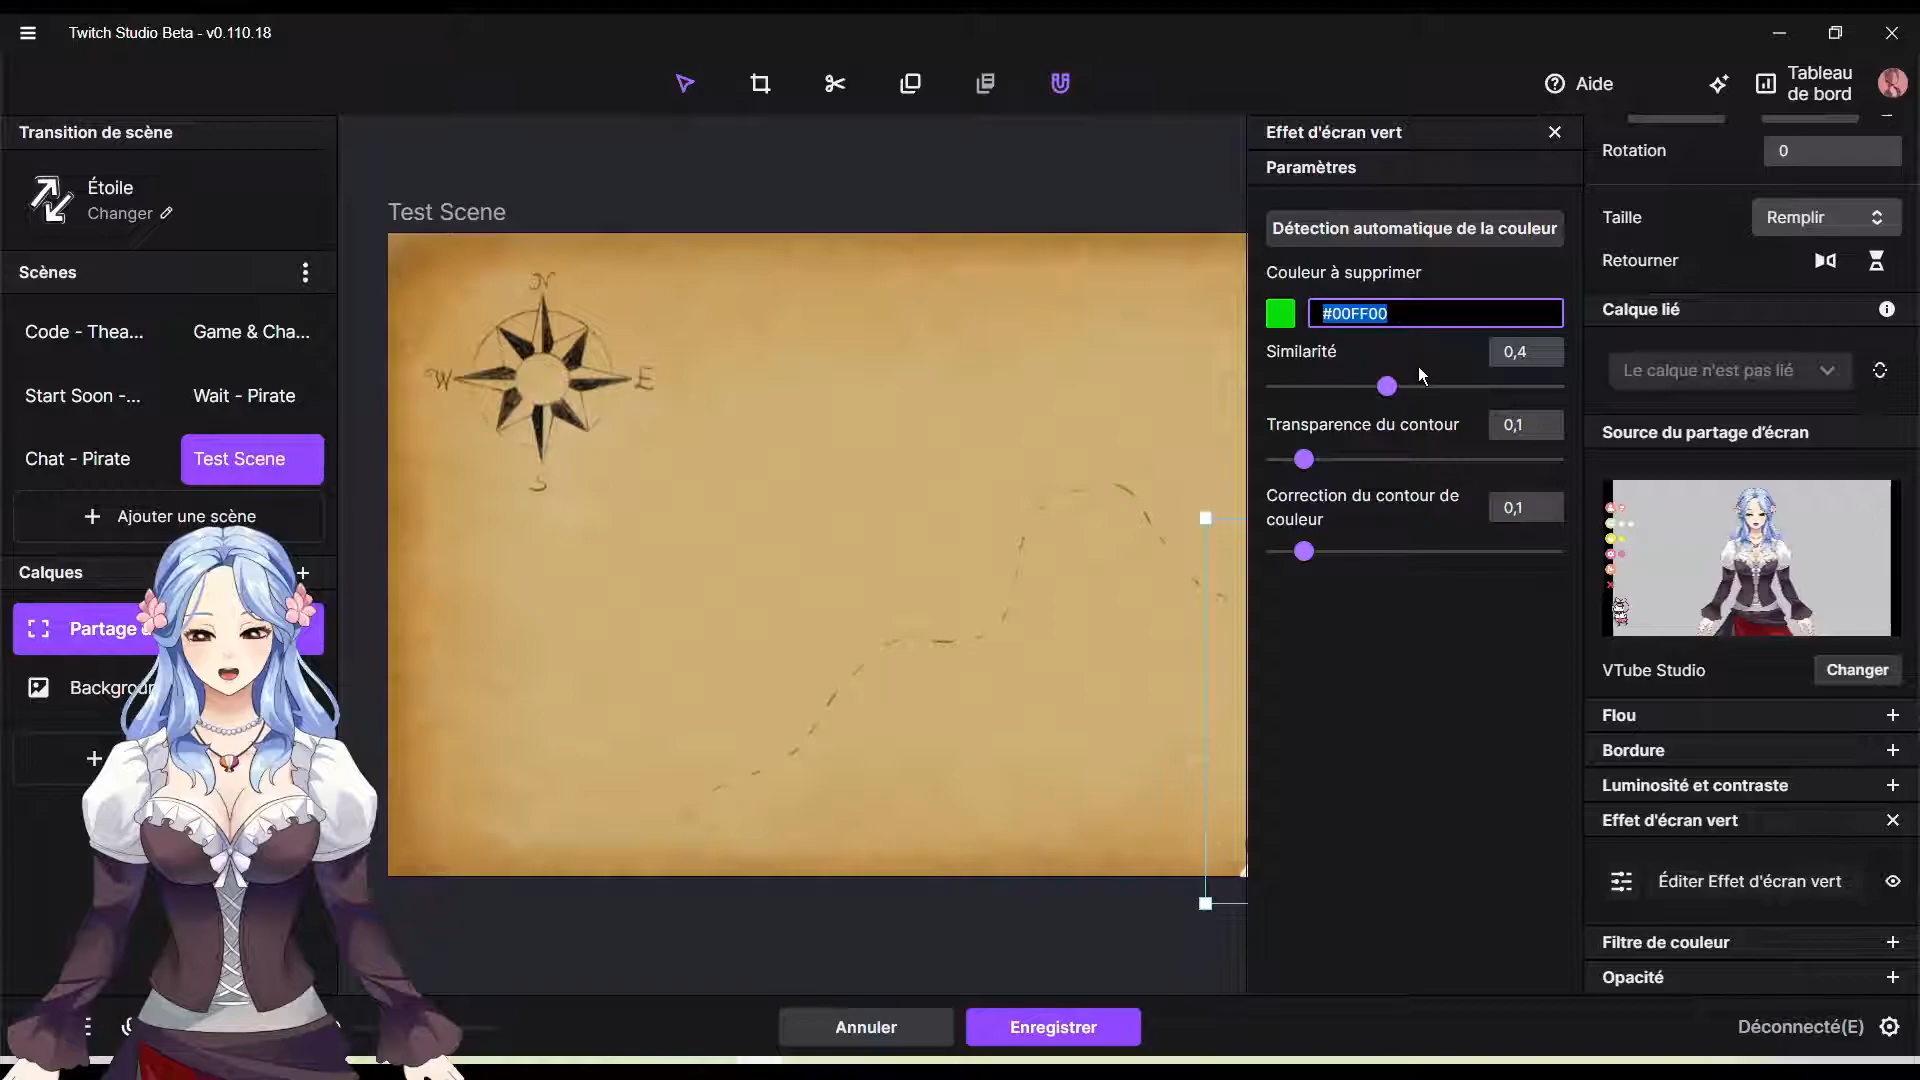 Twitch Studio Beta - v0.110.18
Aide
Tableau
de bord
Transition de scène
Étoile
Changer
Scènes
Code - Thea...
Game & Cha...
Start Soon -...
Wait - Pirate
Chat - Pirate
Test Scene
Ajouter une scène
Calques
Partage
Backgrour
Test Scene
N
W
E
S
Effet d'écran vert
Paramètres
Détection automatique de la couleur
Couleur à supprimer
#00FF00
Similarité
0,4
Transparence du contour
0,1
Correction du contour de
couleur
0,1
Rotation
0
Taille
Remplir
Retourner
Calque lié
Le calque n'est pas lié
Source du partage d'écran
VTube Studio
Changer
Flou
Bordure
Luminosité et contraste
Effet d'écran vert
Éditer Effet d'écran vert
Filtre de couleur
Opacité
Annuler
Enregistrer
Déconnecté(E)